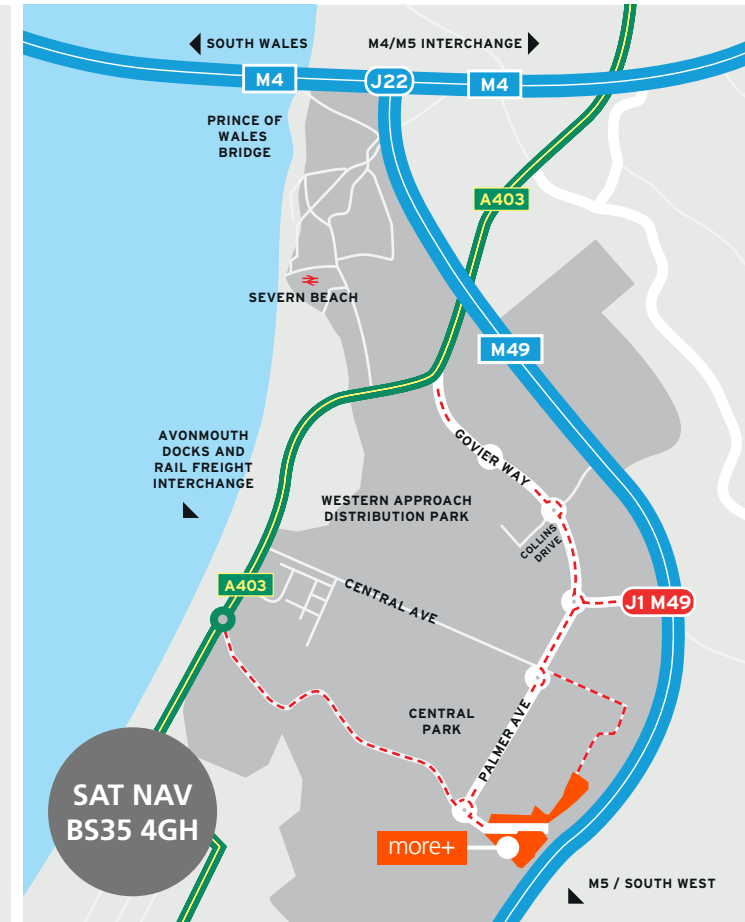 SOUTH WALES
M4/M5 INTERCHANGE
M4
J22
M4
PRINCE OF
WALES
BRIDGE
A403
SEVERN BEACH
M49
AVONMOUTH
DOCKS AND
RAIL FREIGHT
INTERCHANGE
GOVIER WAY
WESTERN APPROACH
DISTRIBUTION PARK
COLLINS
DRIVE
A403
CENTRAL AVE
J1 M49
CENTRAL
PARK
PALMER AVE
SAT NAV
BS35 4GH
more+
M5 / SOUTH WEST